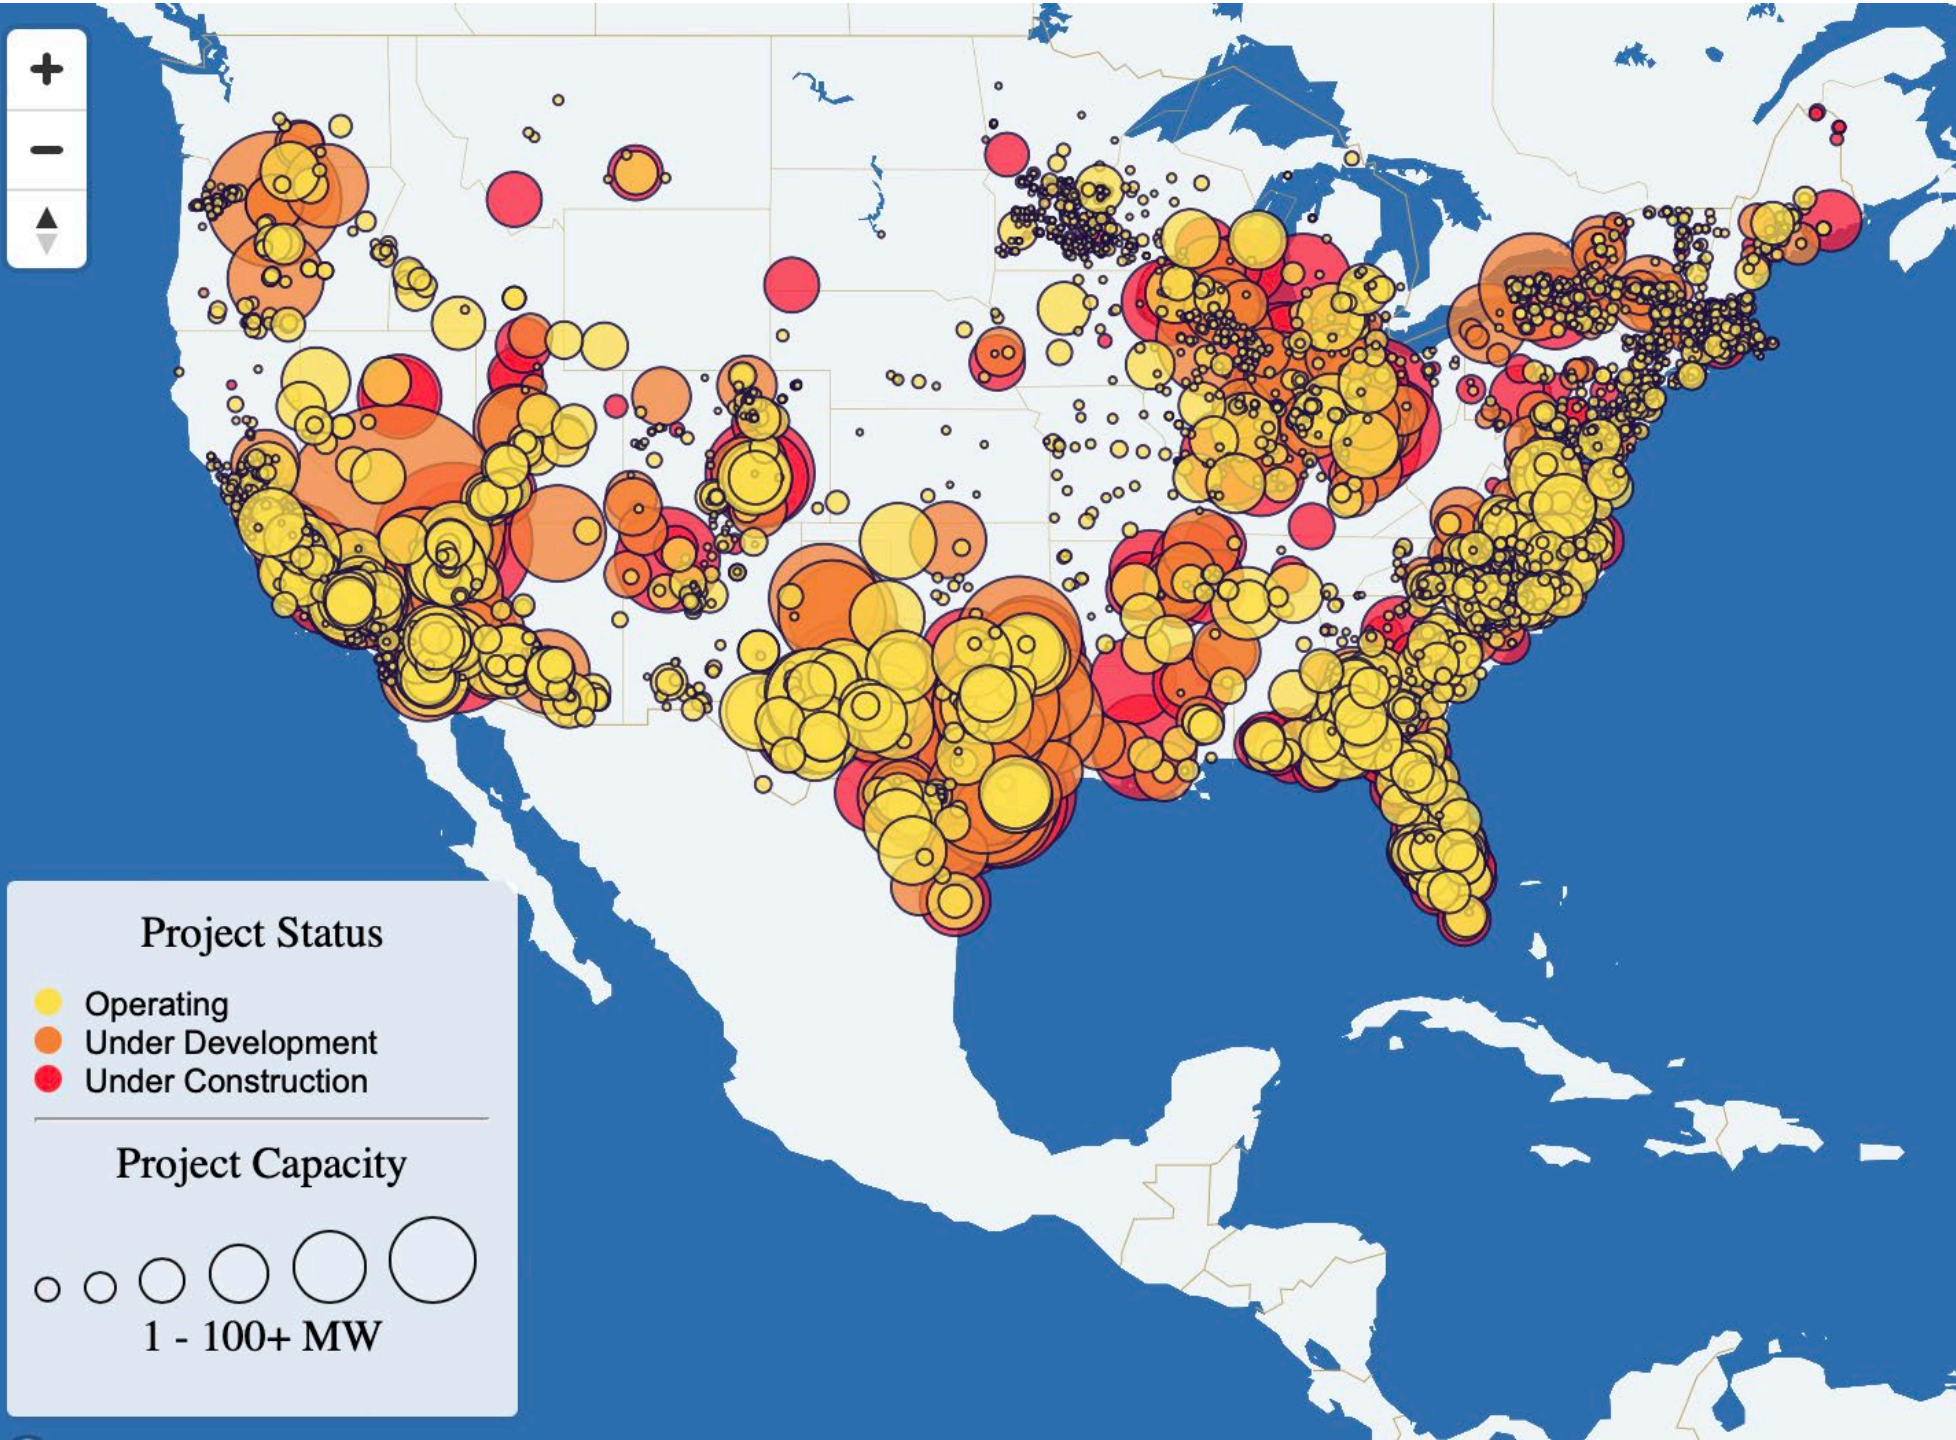 Project Status
Operating
Under Development
Under Construction
Project Capacity
1 - 100+ MW